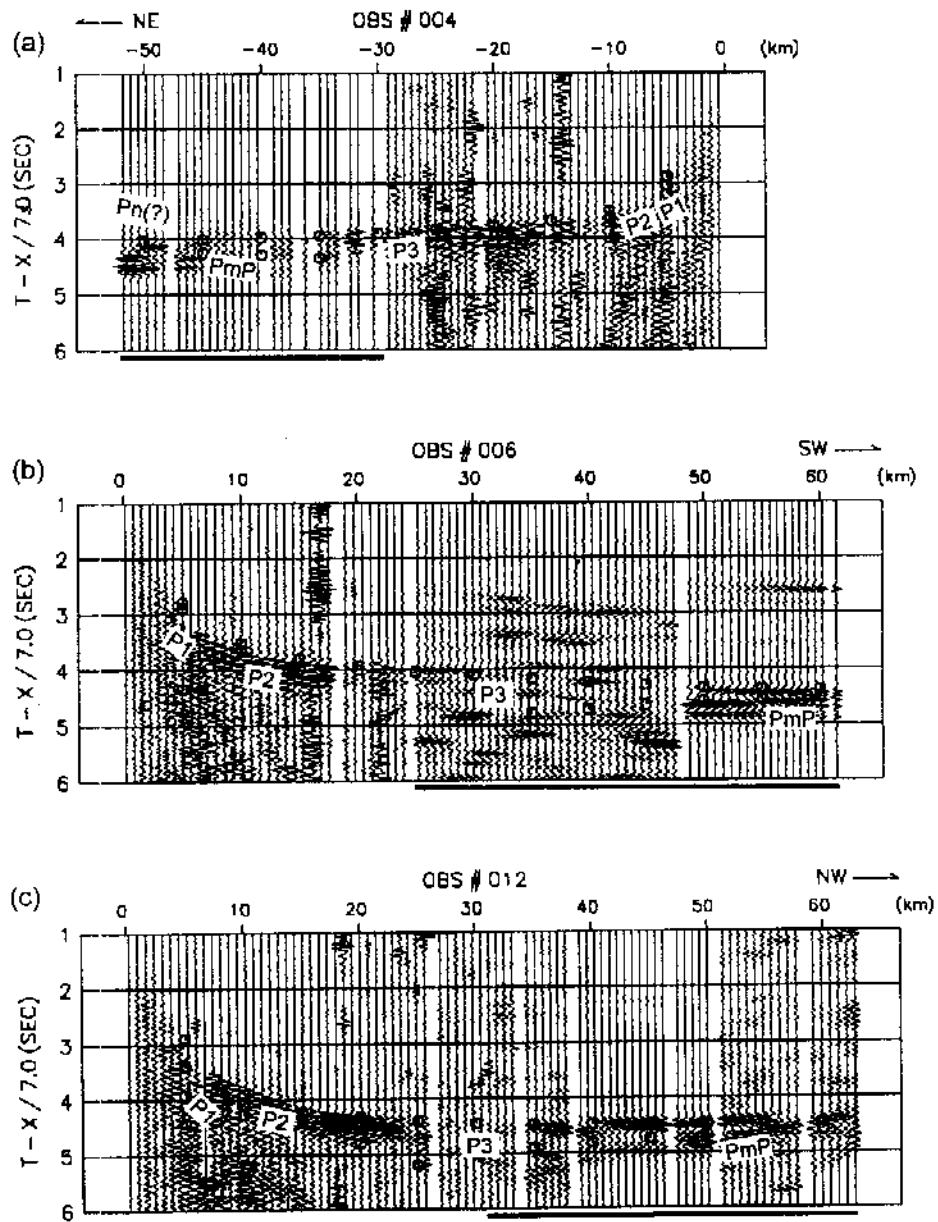 (a) NE OBS # 004
-50 -40 -30 -20 -10 0 (km)
T - X / 7.0 (SEC)
1
2
3
4
5
6
Pn(?)
PmP
P3
P2
P1
(b) OBS # 006 SW
0 10 20 30 40 50 60 (km)
T - X / 7.0 (SEC)
1
2
3
4
5
6
P1
P2
P3
PmP
(c) OBS # 012 NW
0 10 20 30 40 50 60 (km)
T - X / 7.0 (SEC)
1
2
3
4
5
6
P1
P2
P3
PmP